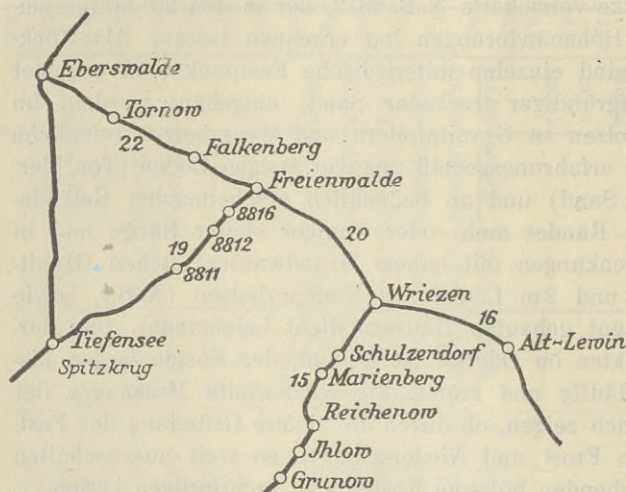 Eberswalde
Tornow
22
Falkenberg
Freienwalde
8816
8812
19
8811
20
Wriezen
16
Tiefensee
Spitzkrug
Alt-Lewin
Schulzendorf
15
Marienberg
Reichenow
Jhlow
Grunow